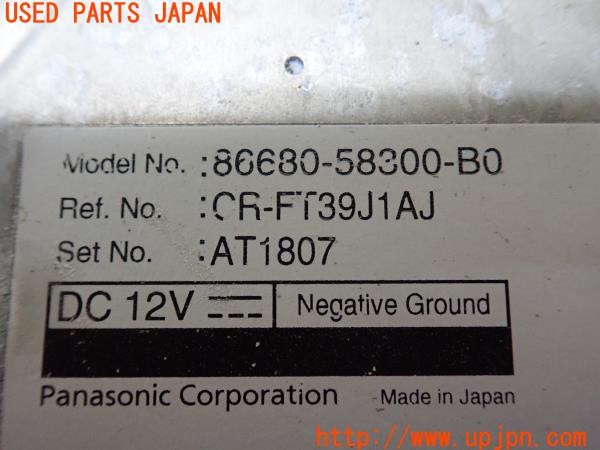 USED PARTS JAPAN
Model No. :86680-58300-B0
Ref. No. :CR-FT39J1AJ
Set No. :AT1807
DC 12V ⎓ Negative Ground
Panasonic Corporation Made in Japan
http://www.upjpn.com